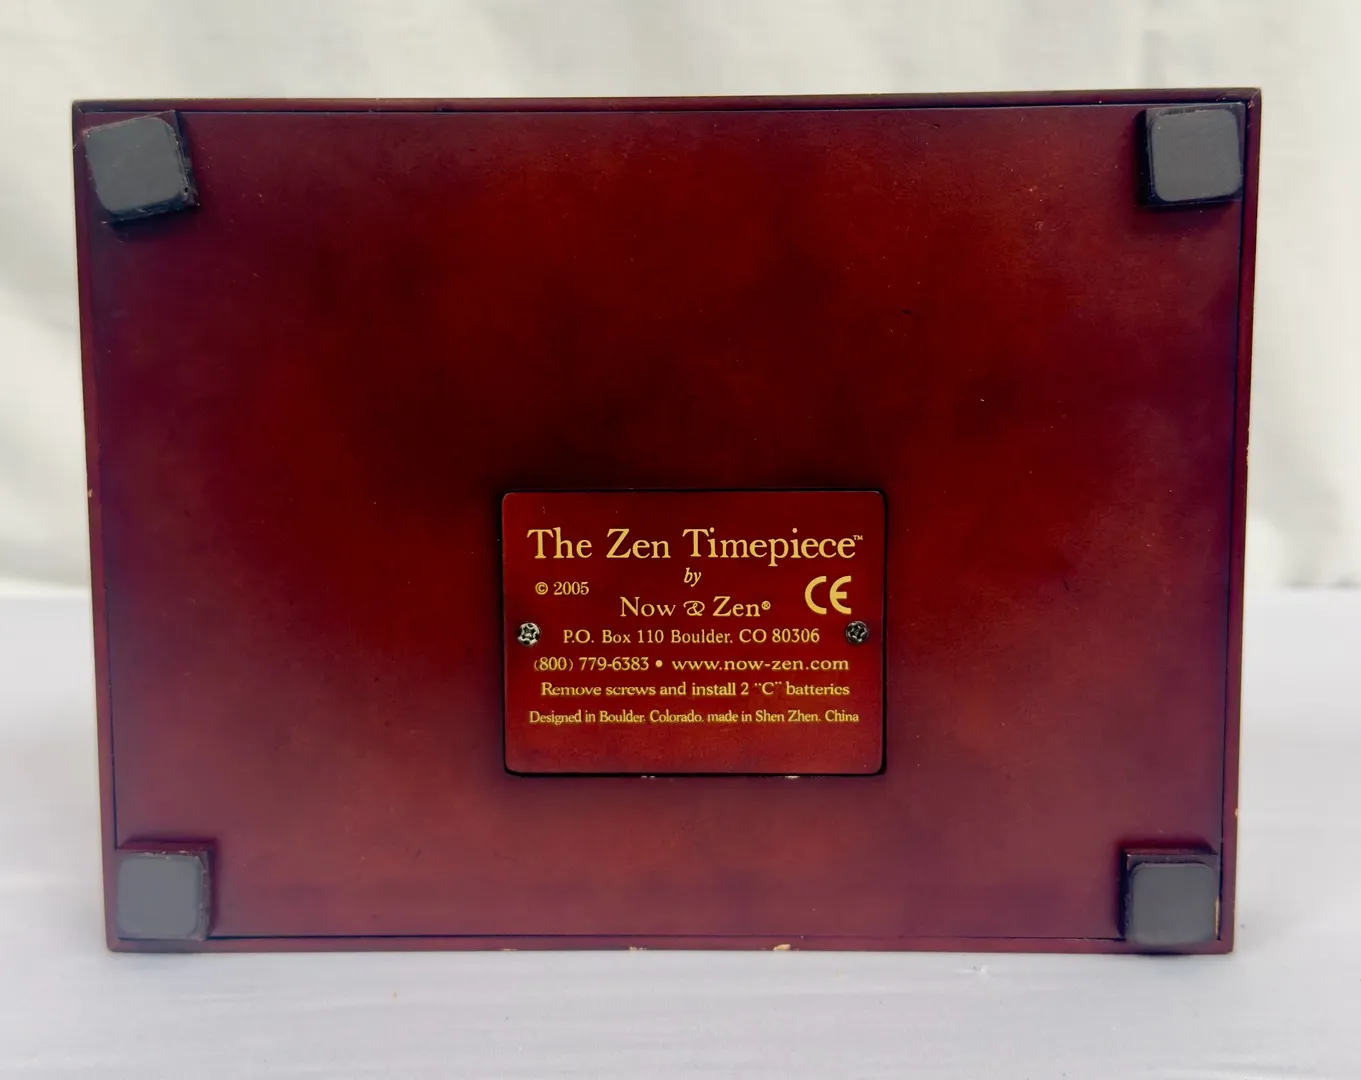 The Zen Timepiece™
by
© 2005
CE
Now & Zen®
P.O. Box 110 Boulder, CO 80306
(800) 779-6383 • www.now-zen.com
Remove screws and install 2 "C" batteries
Designed in Boulder, Colorado, made in Shen Zhen, China